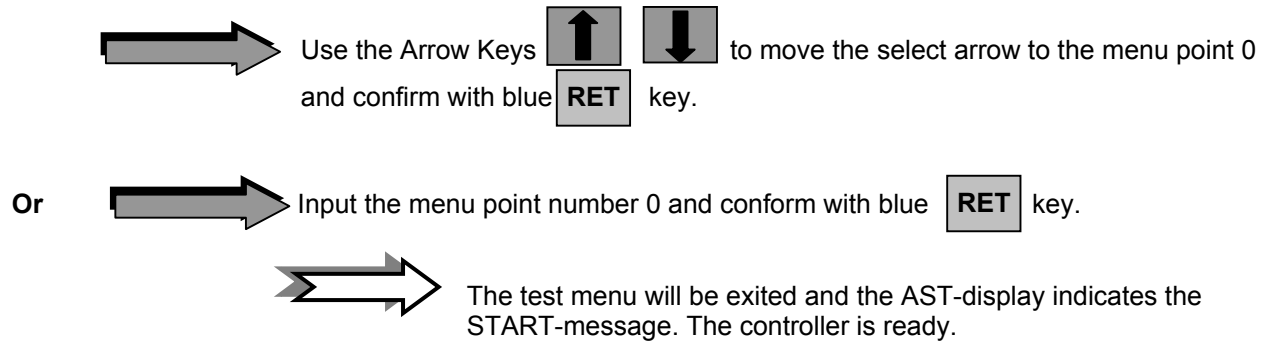 Use the Arrow Keys to move the select arrow to the menu point 0
and confirm with blue RET key.
Or Input the menu point number 0 and conform with blue RET key.
The test menu will be exited and the AST-display indicates the
START-message. The controller is ready.